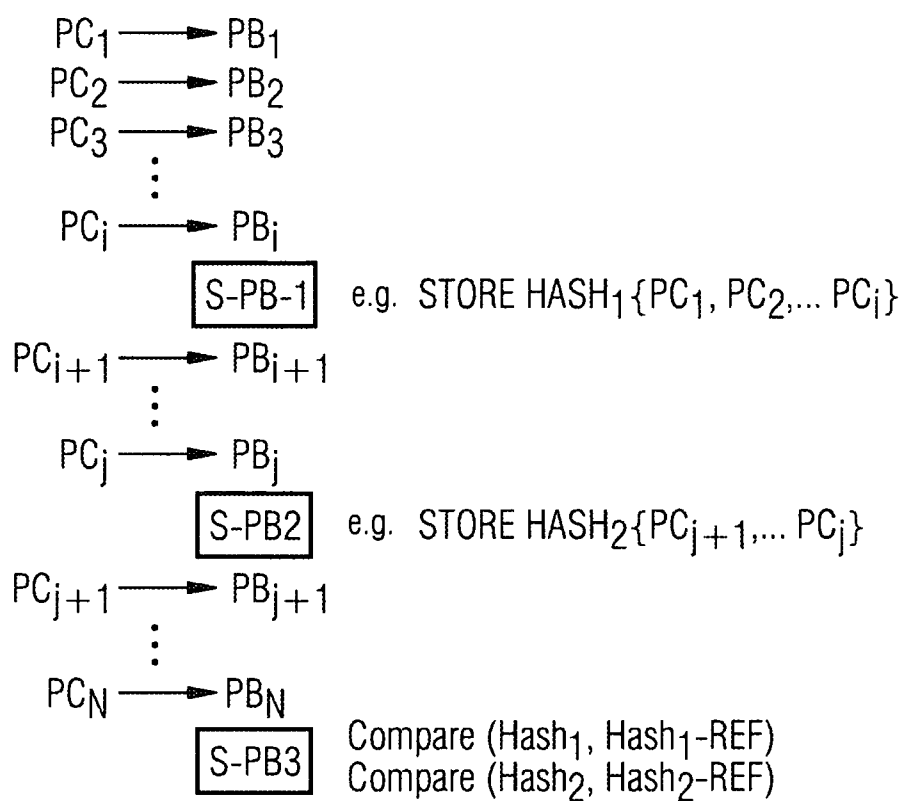 PC₁ → PB₁
PC₂ → PB₂
PC₃ → PB₃
⋮
PCᵢ → PBᵢ
S-PB-1 e.g. STORE HASH₁{PC₁, PC₂,... PCᵢ}
PCᵢ₊₁ → PBᵢ₊₁
⋮
PCⱼ → PBⱼ
S-PB2 e.g. STORE HASH₂{PCⱼ₊₁,... PCⱼ}
PCⱼ₊₁ → PBⱼ₊₁
⋮
PC_N → PB_N
S-PB3 Compare (Hash₁, Hash₁-REF)
Compare (Hash₂, Hash₂-REF)